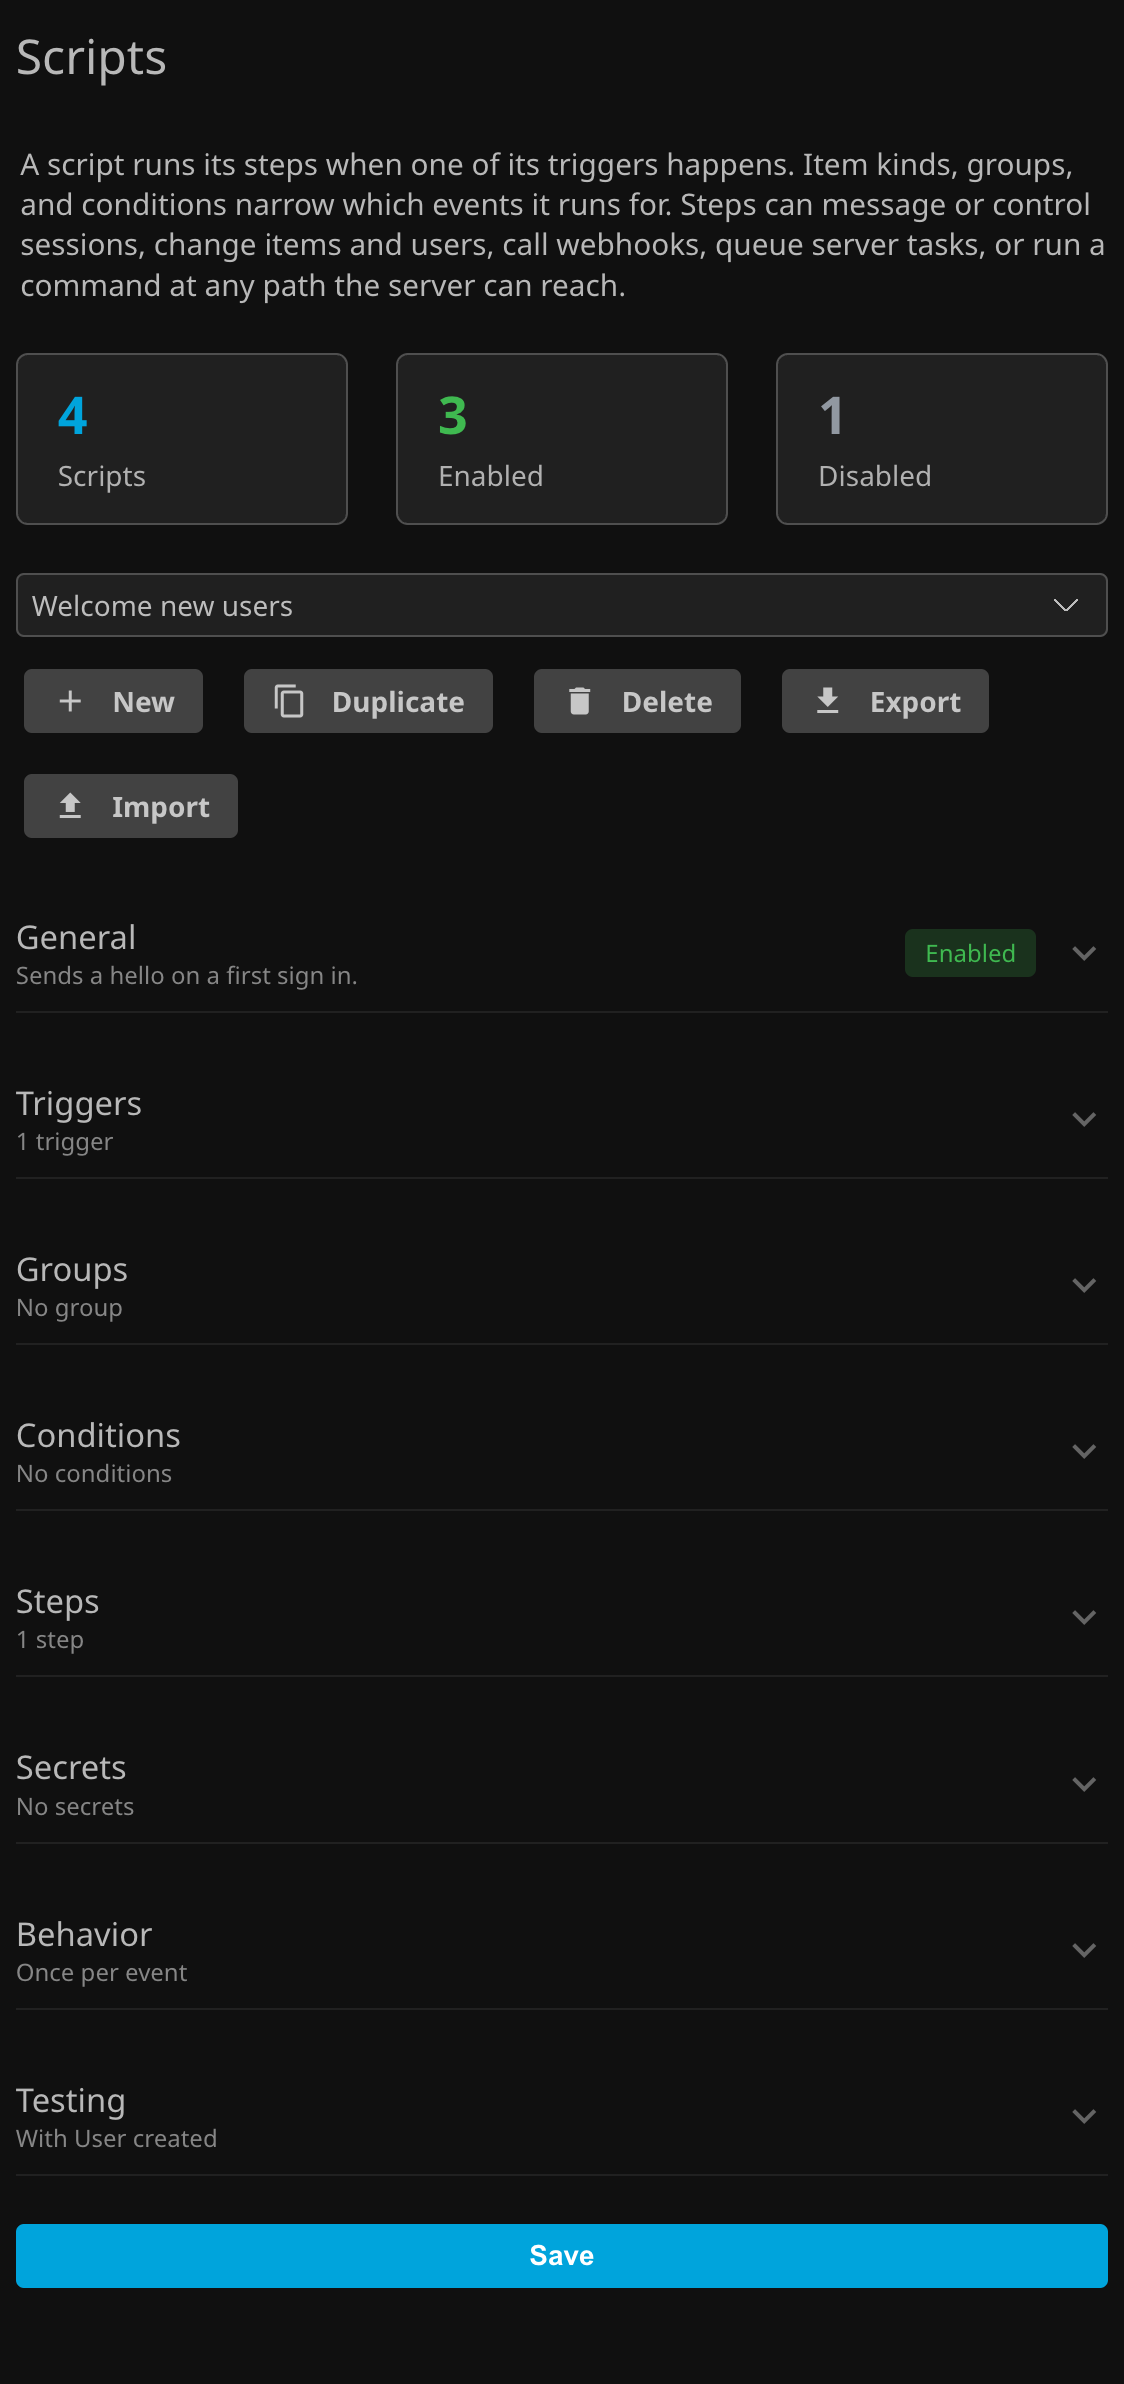 Scripts
A script runs its steps when one of its triggers happens. Item kinds, groups,
and conditions narrow which events it runs for. Steps can message or control
sessions, change items and users, call webhooks, queue server tasks, or run a
command at any path the server can reach.
4
Scripts
3
Enabled
1
Disabled
Welcome new users
New
Duplicate
Delete
Export
Import
General
Sends a hello on a first sign in.
Enabled
Triggers
1 trigger
Groups
No group
Conditions
No conditions
Steps
1 step
Secrets
No secrets
Behavior
Once per event
Testing
With User created
Save